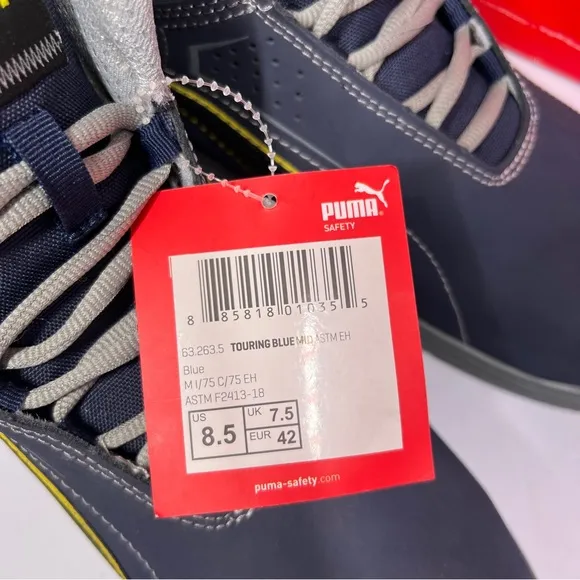 PUMA
SAFETY
8 85818 01035 5
63.263.5 TOURING BLUE MID ASTM EH
Blue
M I/75 C/75 EH
ASTM F2413-18
US 8.5 UK 7.5
EUR 42
puma-safety.com